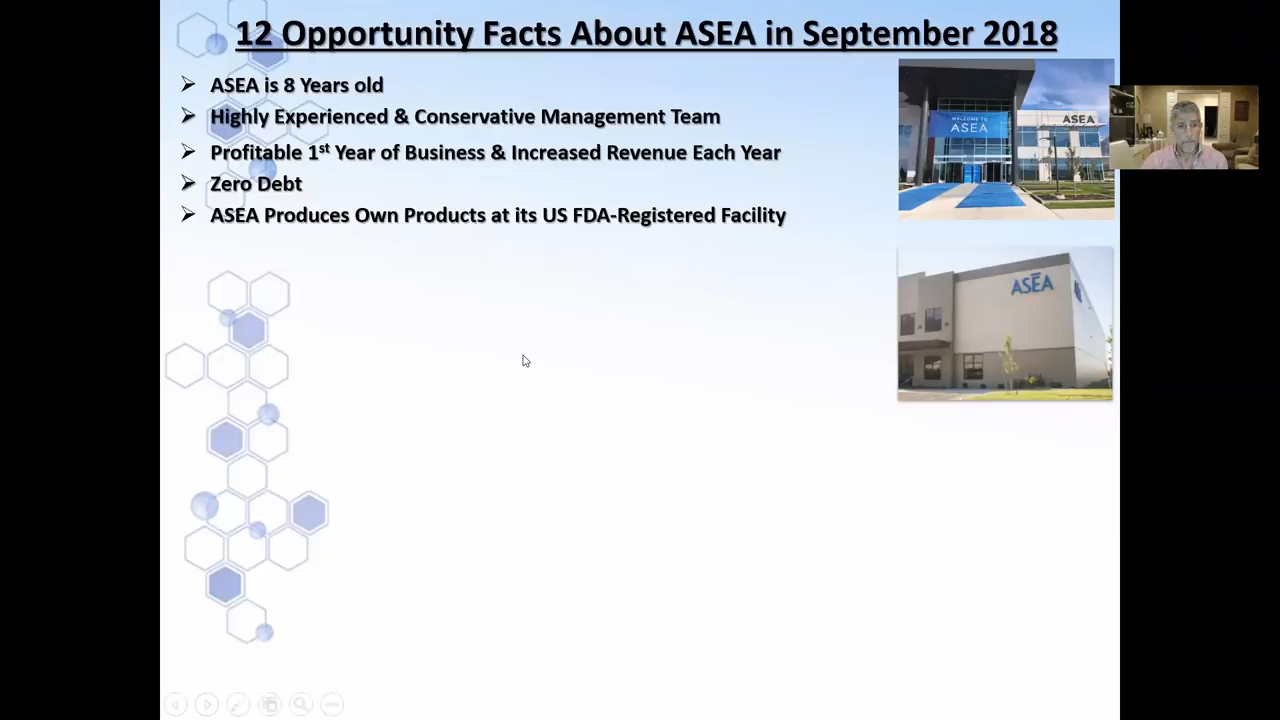 12 Opportunity Facts About ASEA in September 2018
ASEA is 8 Years old
Highly Experienced & Conservative Management Team
Profitable 1st Year of Business & Increased Revenue Each Year
Zero Debt
ASEA Produces Own Products at its US FDA-Registered Facility
WELCOME TO
ASEA
ASEA
ASEA